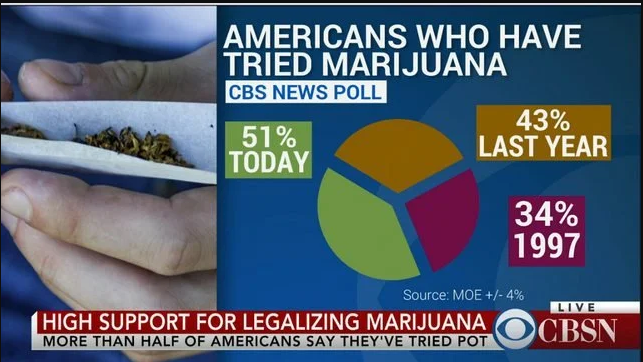 AMERICANS WHO HAVE
TRIED MARIJUANA
CBS NEWS POLL
51%
TODAY
43%
LAST YEAR
34%
1997
Source: MOE +/- 4%
LIVE
HIGH SUPPORT FOR LEGALIZING MARIJUANA
MORE THAN HALF OF AMERICANS SAY THEY'VE TRIED POT
CBSN